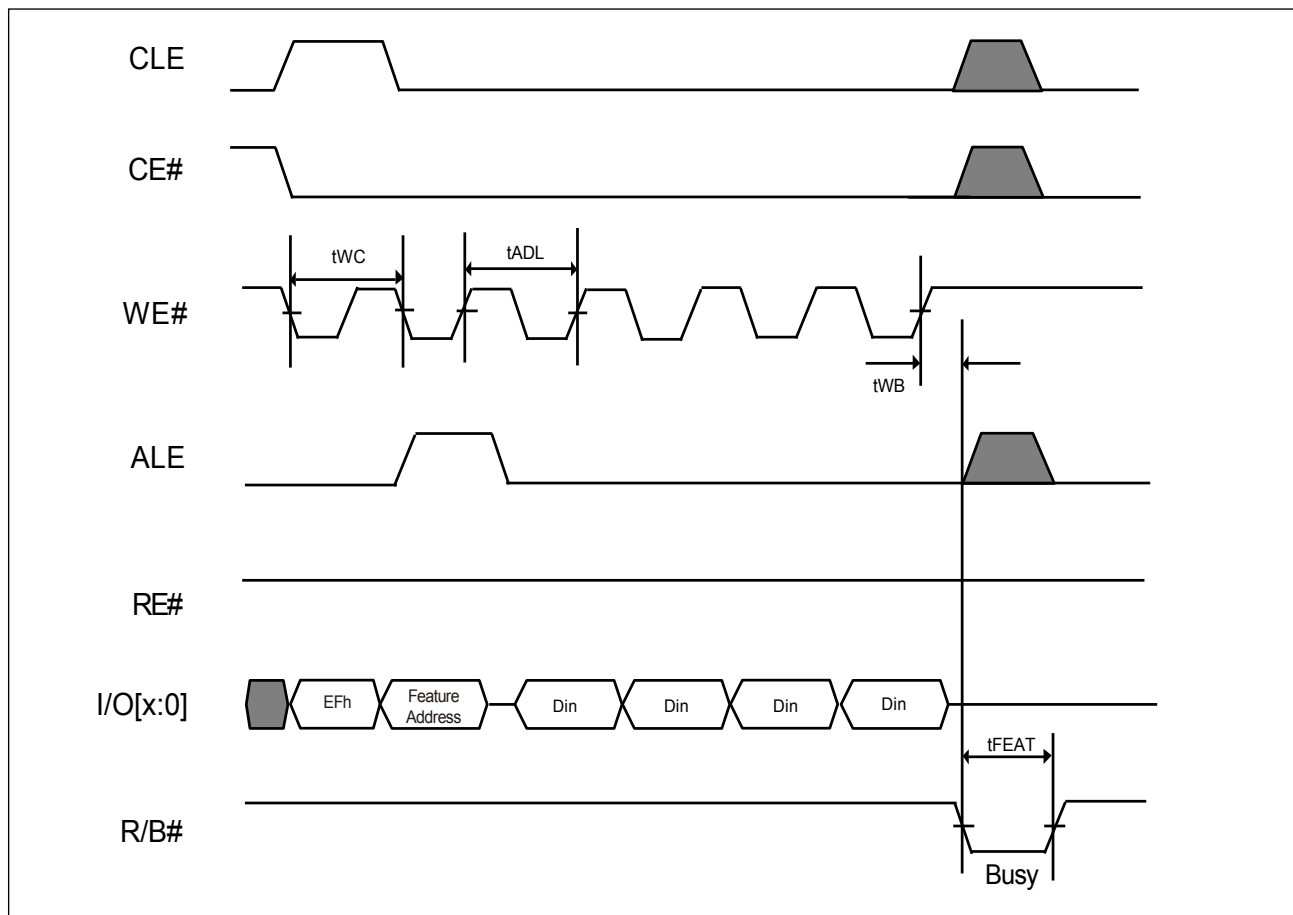 CLE
CE#
tWC
tADL
WE#
tWB
ALE
RE#
I/O[x:0]
EFh
Feature
Address
Din
Din
Din
Din
tFEAT
R/B#
Busy